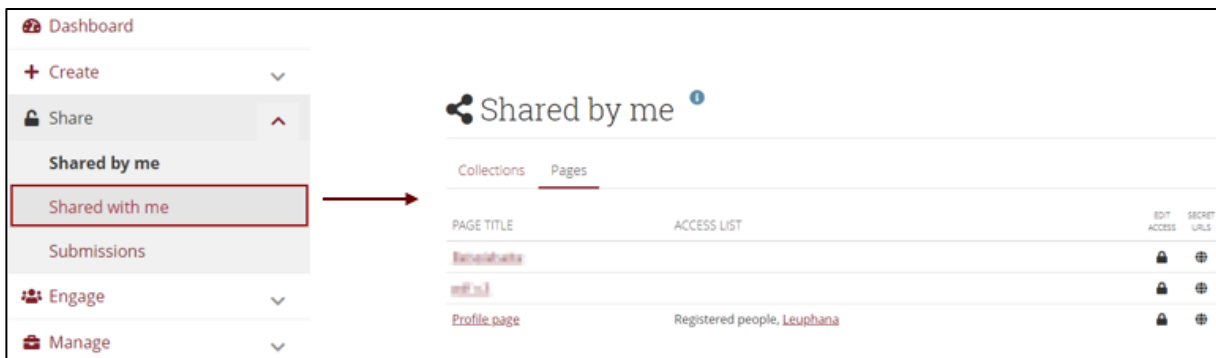 Dashboard
Create
Share
Shared by me
Shared with me
Submissions
Engage
Manage
Shared by me
Collections Pages
PAGE TITLE ACCESS LIST EDIT ACCESS SECRET URLS
Profile page Registered people, Leuphana